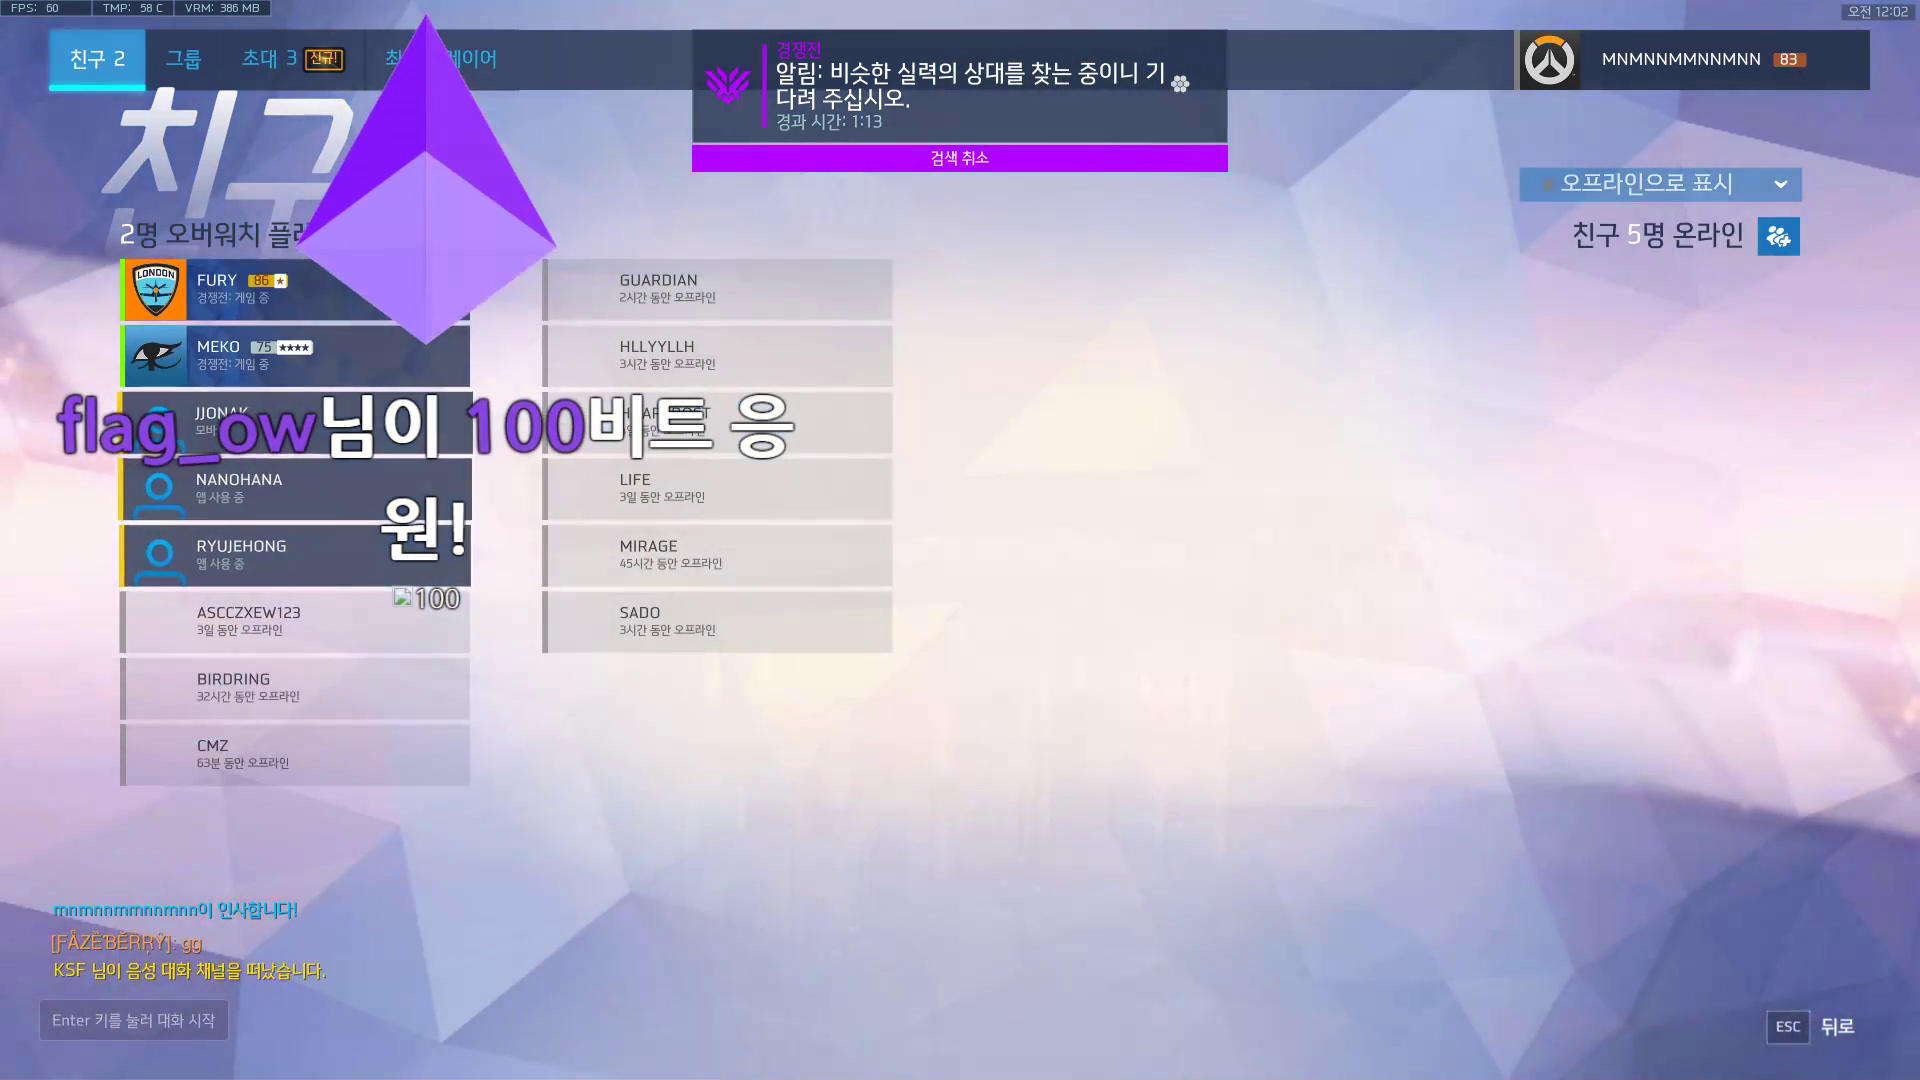 FPS: 60 TMP: 58 C VRM: 386 MB
오전 12:02
친구 2 그룹 초대 3 신규!
경쟁전
알림: 비슷한 실력의 상대를 찾는 중이니 기
다려 주십시오.
경과 시간: 1:13
검색 취소
MNMNNMMNNMNN 83
친구
오프라인으로 표시
2명 오버워치
친구 5명 온라인
LONDON
FURY 86
경쟁전: 게임 중
MEKO 75
경쟁전: 게임 중
JJONAK
NANOHANA
앱 사용 중
RYUJEHONG
앱 사용 중
ASCCZXEW123
3일 동안 오프라인
BIRDRING
32시간 동안 오프라인
CMZ
63분 동안 오프라인
GUARDIAN
2시간 동안 오프라인
HLLYYLLH
3시간 동안 오프라인
LIFE
3일 동안 오프라인
MIRAGE
45시간 동안 오프라인
SADO
3시간 동안 오프라인
flag_ow님이 100비트 응
원!
100
mnmnnmmnnmnn이 인사합니다!
gg
KSF 님이 음성 대화 채널을 떠났습니다.
Enter 키를 눌러 대화 시작
ESC 뒤로